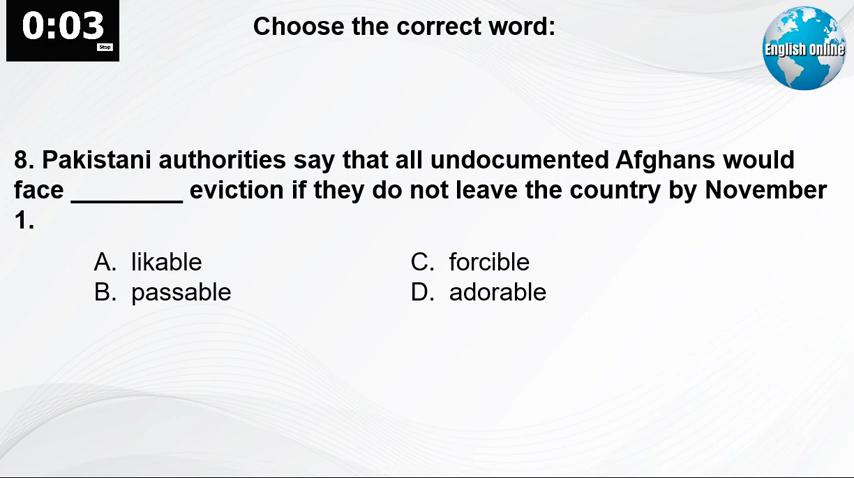 0:03
Stop
Choose the correct word:
English Online
8. Pakistani authorities say that all undocumented Afghans would
face ________ eviction if they do not leave the country by November
1.
A. likable
B. passable
C. forcible
D. adorable